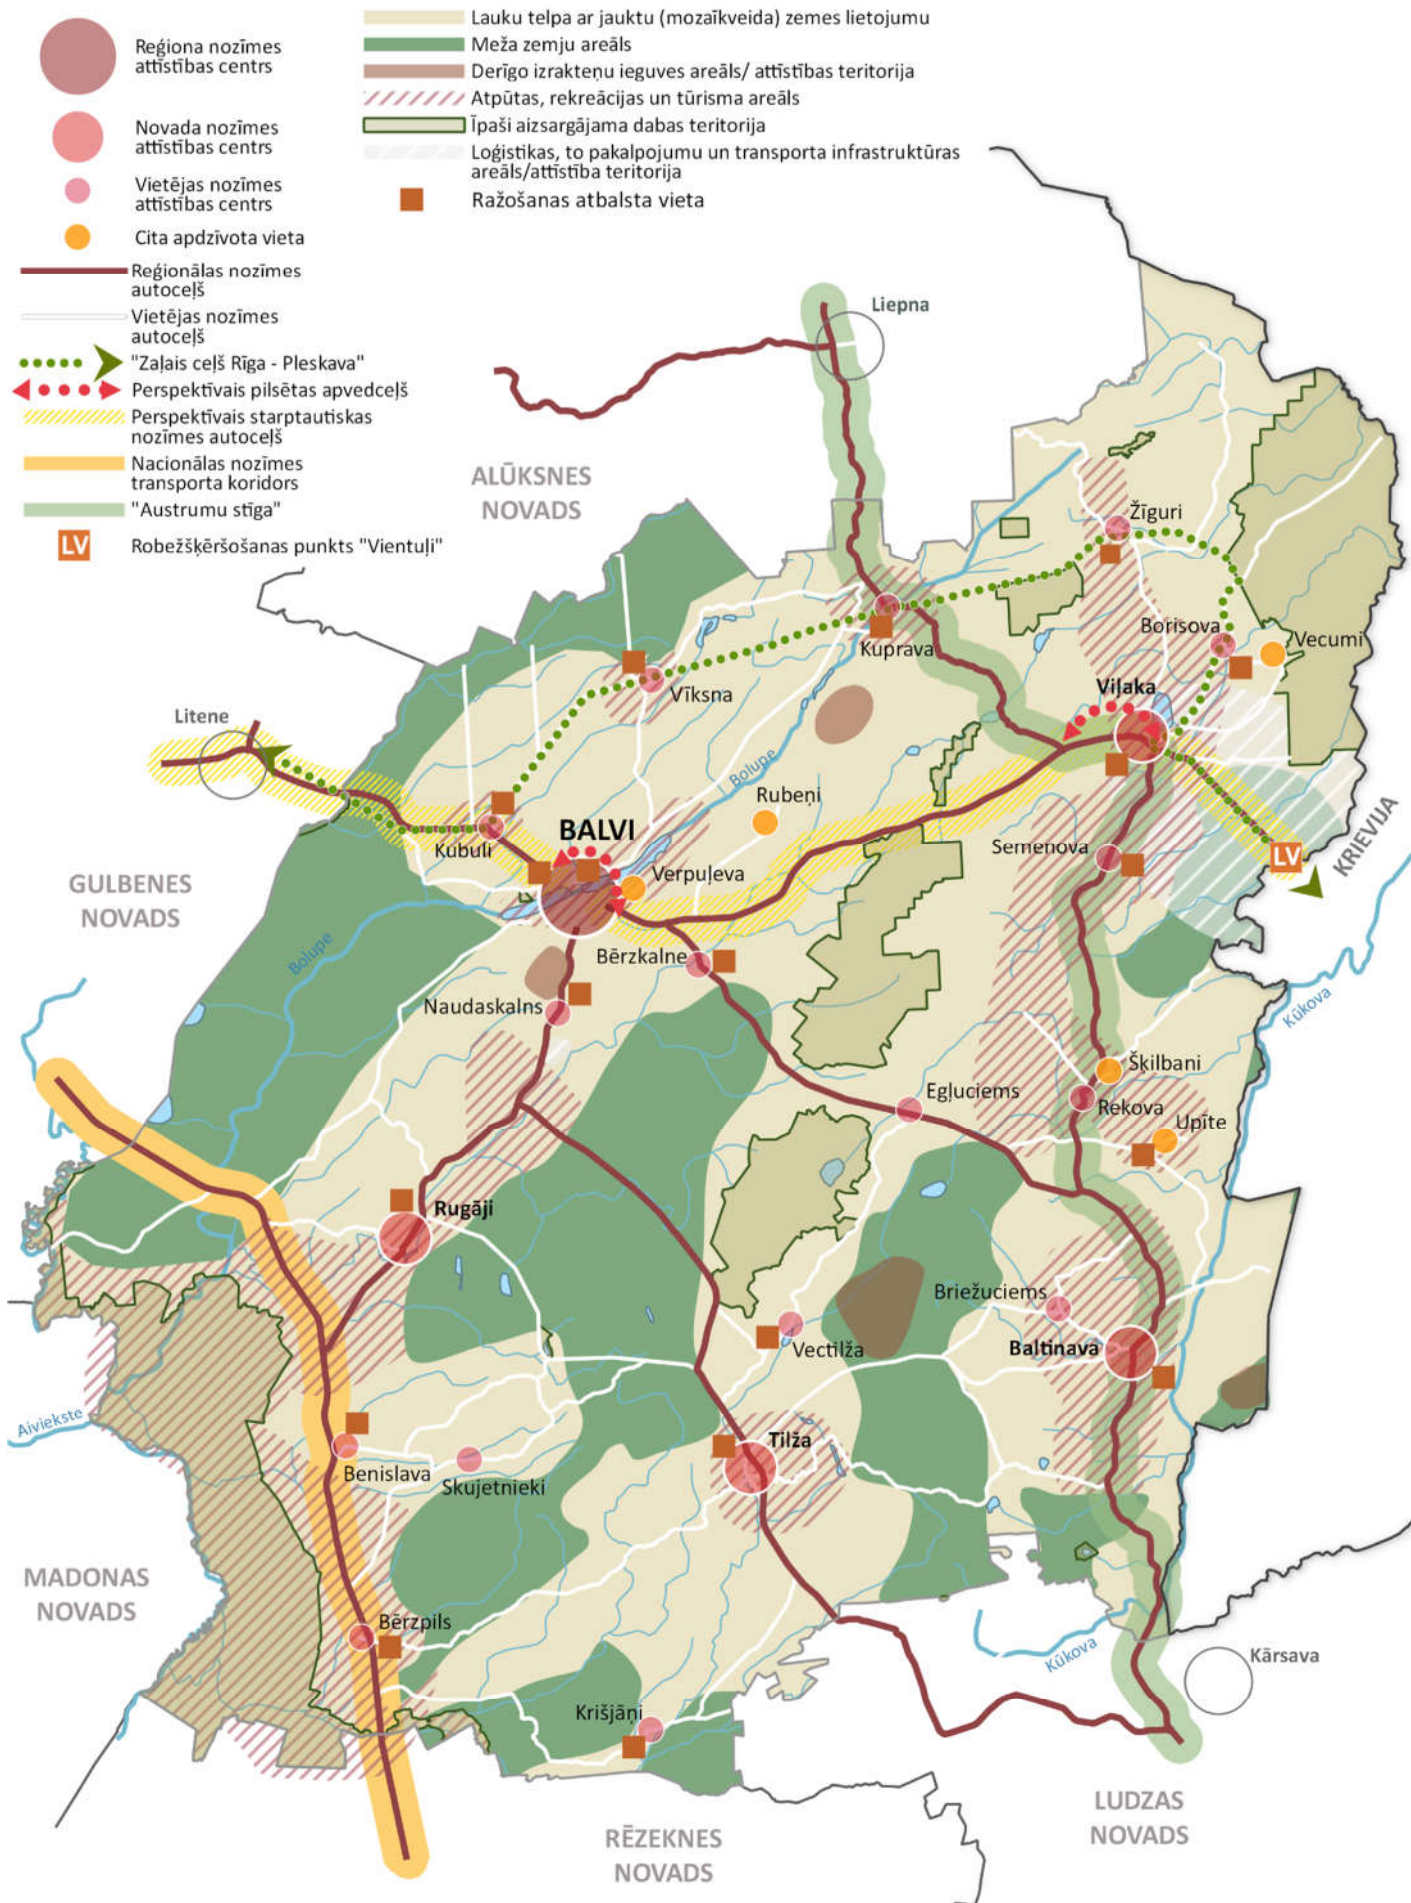 Reģiona nozīmes
attīstības centrs
Novada nozīmes
attīstības centrs
Vietējas nozīmes
attīstības centrs
Cita apdzīvota vieta
Reģionālas nozīmes
autoceļš
Vietējas nozīmes
autoceļš
"Zaļais ceļš Rīga - Pleskava"
Perspektīvais pilsētas apvedceļš
Perspektīvais starptautiskas
nozīmes autoceļš
Nacionālas nozīmes
transporta koridors
"Austrumu stīga"
LV
Robežšķērsošanas punkts "Vientuļi"
Lauku telpa ar jauktu (mozaīkveida) zemes lietojumu
Meža zemju areāls
Derīgo izrakteņu ieguves areāls/ attīstības teritorija
Atpūtas, rekreācijas un tūrisma areāls
Īpaši aizsargājama dabas teritorija
Loģistikas, to pakalpojumu un transporta infrastruktūras
areāls/attīstība teritorija
Ražošanas atbalsta vieta
Liepna
ALŪKSNES
NOVADS
Žīguri
Borisova
Vecumi
Kuprava
Viļaka
Vīksna
Litene
Bolupe
Rubeņi
BALVI
Kubuli
Verpuļeva
Semenova
LV
KRIEVIJA
GULBENES
NOVADS
Bolupe
Bērzkalne
Naudaskalns
Kūkova
Šķilbani
Egļuciems
Rekova
Upīte
Rugāji
Briežuciems
Vectilža
Baltinava
Aiviekste
Tilža
Benislava
Skujetnieki
MADONAS
NOVADS
Bērzpils
Kūkova
Kārsava
Krišjāņi
LUDZAS
NOVADS
RĒZEKNES
NOVADS